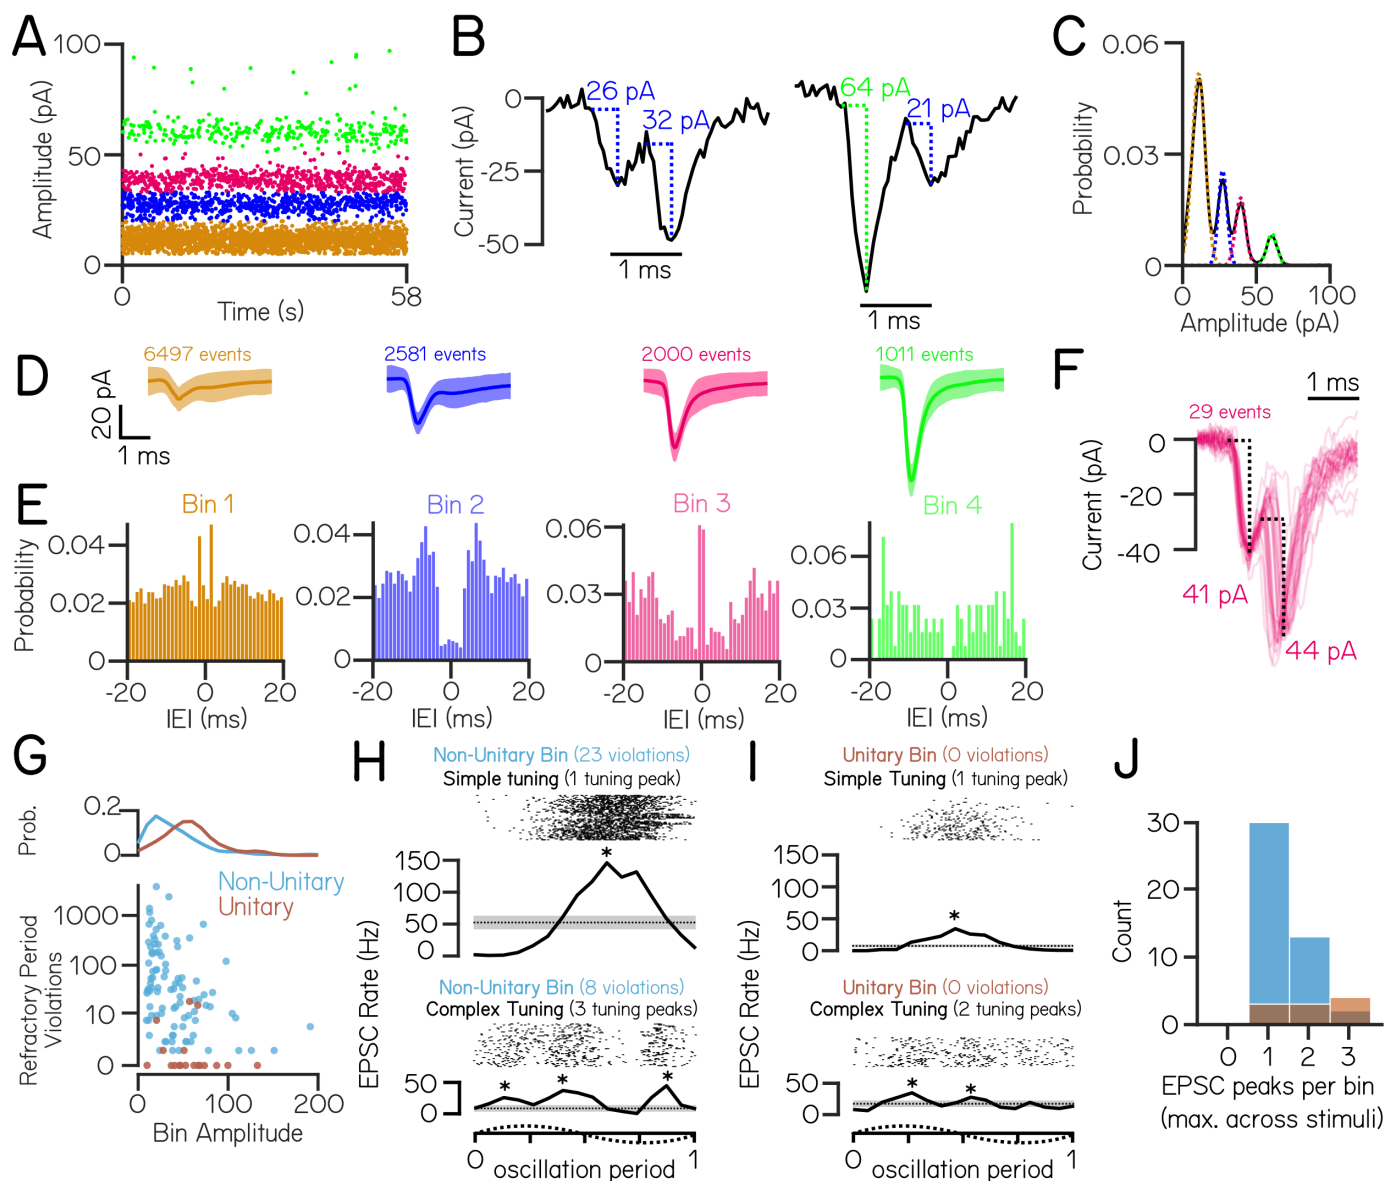 A
100
50
0
Amplitude (pA)
0
58
Time (s)
B
0
-25
-50
Current (pA)
26 pA
32 pA
1 ms
64 pA
21 pA
1 ms
C
0.06
0.03
0
Probability
0
50
100
Amplitude (pA)
D
20 pA
1 ms
6497 events
2581 events
2000 events
1011 events
E
Probability
Bin 1
0.04
0.02
0
-20
0
20
IEI (ms)
Bin 2
0.04
0.02
0
-20
0
20
IEI (ms)
Bin 3
0.06
0.03
0
-20
0
20
IEI (ms)
Bin 4
0.06
0.03
0
-20
0
20
IEI (ms)
F
1 ms
29 events
0
-20
-40
Current (pA)
41 pA
44 pA
G
0.2
0
Prob.
Non-Unitary
Unitary
1000
100
10
0
Refractory Period
Violations
0
100
200
Bin Amplitude
H
Non-Unitary Bin (23 violations)
Simple tuning (1 tuning peak)
*
150
100
50
0
EPSC Rate (Hz)
Non-Unitary Bin (8 violations)
Complex Tuning (3 tuning peaks)
* * *
50
0
0
1
oscillation period
I
Unitary Bin (0 violations)
Simple Tuning (1 tuning peak)
*
150
100
50
0
EPSC Rate (Hz)
Unitary Bin (0 violations)
Complex Tuning (2 tuning peaks)
* *
50
0
0
1
oscillation period
J
30
20
10
0
Count
0
1
2
3
EPSC peaks per bin
(max. across stimuli)